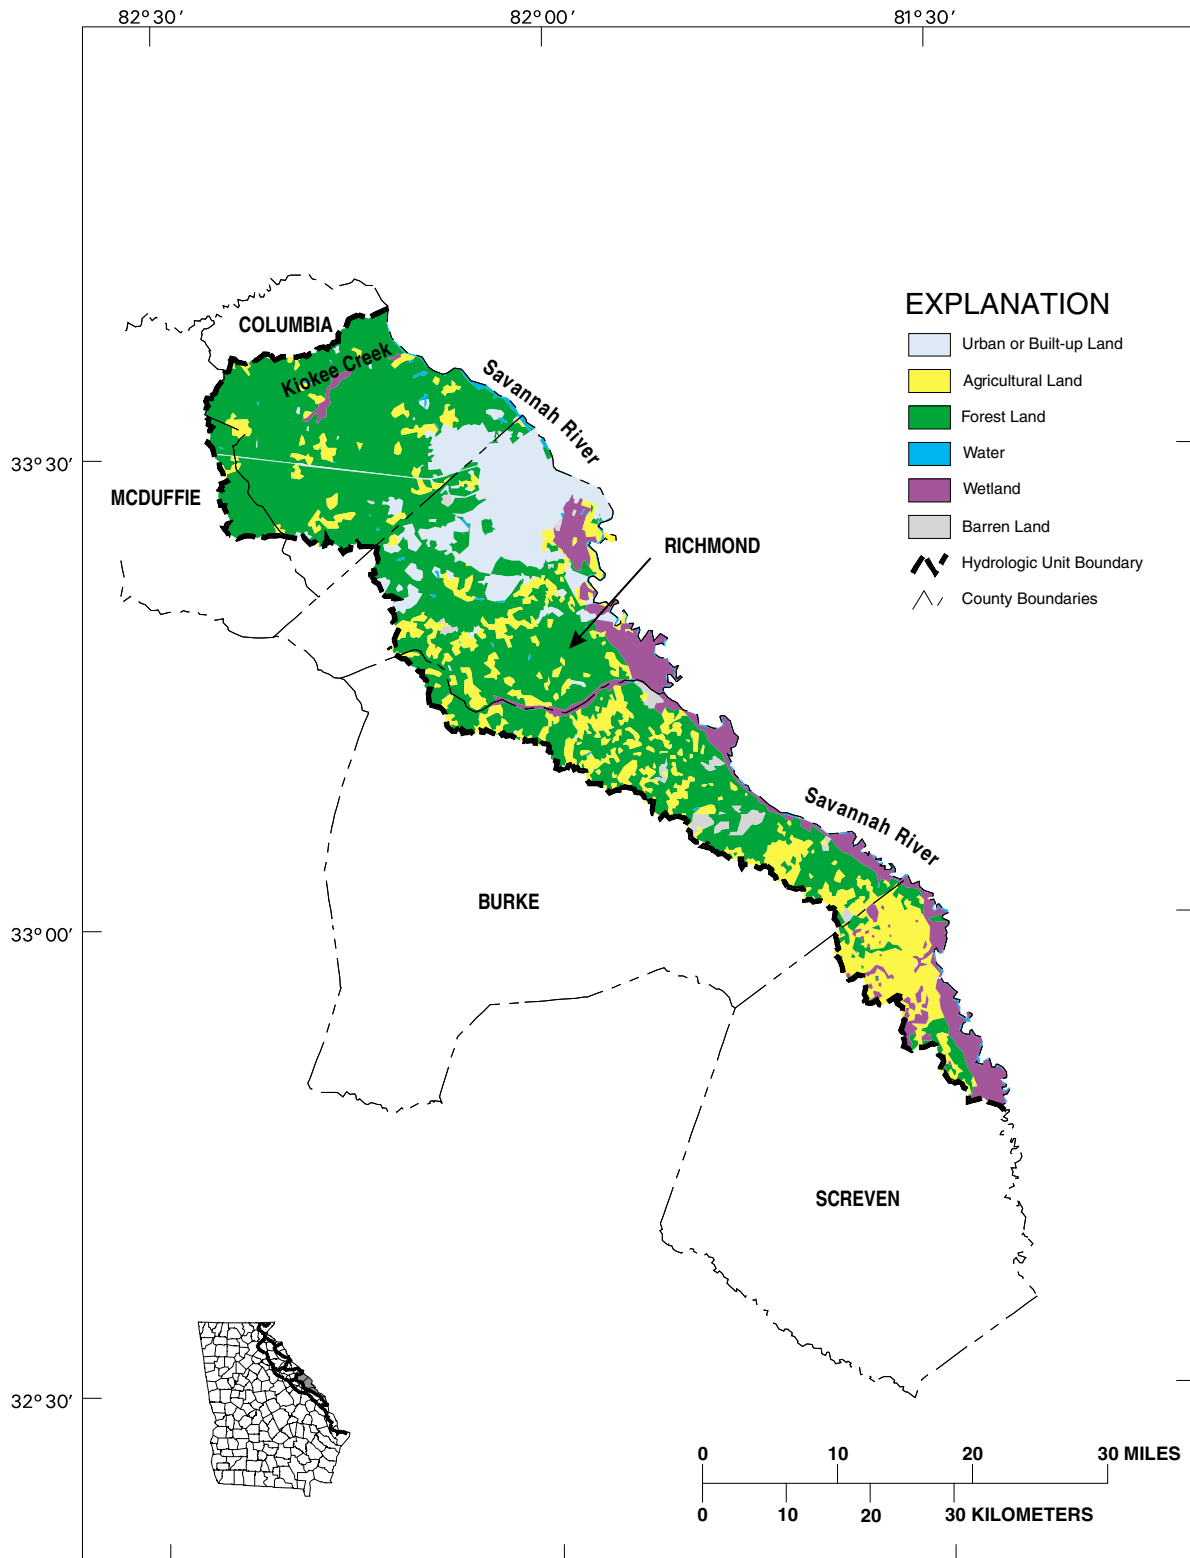 82°30′ 82°00′ 81°30′
COLUMBIA
Kiokee Creek
Savannah River
33°30′
MCDUFFIE
RICHMOND
EXPLANATION
Urban or Built-up Land
Agricultural Land
Forest Land
Water
Wetland
Barren Land
Hydrologic Unit Boundary
County Boundaries
Savannah River
BURKE
33°00′
SCREVEN
32°30′
0 10 20 30 MILES
0 10 20 30 KILOMETERS